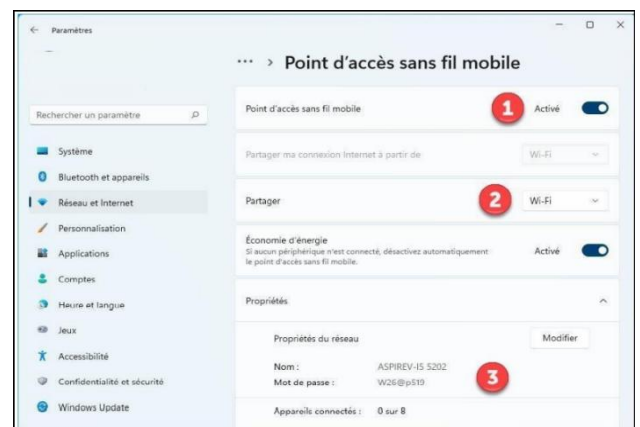 Paramètres
... > Point d'accès sans fil mobile
Rechercher un paramètre
Système
Bluetooth et appareils
Réseau et Internet
Personnalisation
Applications
Comptes
Heure et langue
Jeux
Accessibilité
Confidentialité et sécurité
Windows Update
Point d'accès sans fil mobile 1 Activé
Partager ma connexion Internet à partir de Wi-Fi
Partager 2 Wi-Fi
Économie d'énergie
Si aucun périphérique n'est connecté, désactivez automatiquement
le point d'accès sans fil mobile.
Activé
Propriétés
Propriétés du réseau Modifier
Nom : ASPIREV-I5 5202
Mot de passe : W26@p519
3
Appareils connectés : 0 sur 8